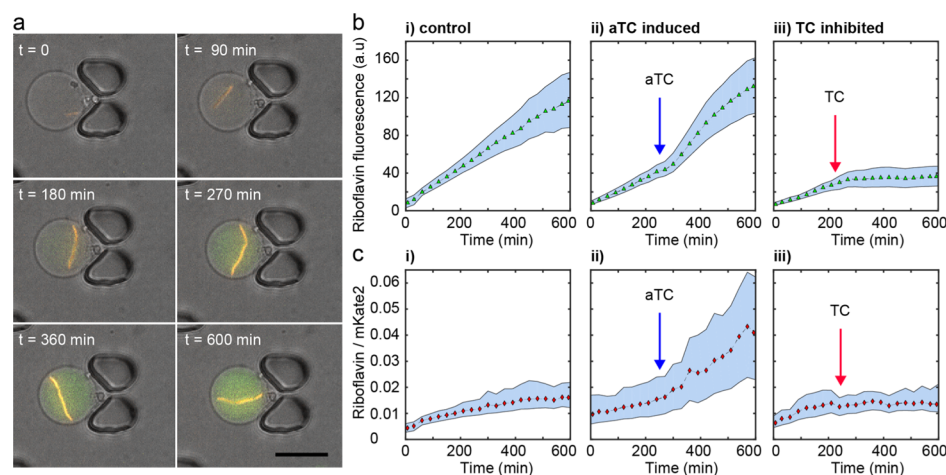 a
t = 0
t = 90 min
t = 180 min
t = 270 min
t = 360 min
t = 600 min
b
i) control
ii) aTC induced
iii) TC inhibited
Riboflavin fluorescence (a.u)
160
120
80
40
0
aTC
TC
0 200 400 600
0 200 400 600
0 200 400 600
Time (min)
Time (min)
Time (min)
c
i)
ii)
iii)
Riboflavin / mKate2
0.06
0.05
0.04
0.03
0.02
0.01
0
aTC
TC
0 200 400 600
0 200 400 600
0 200 400 600
Time (min)
Time (min)
Time (min)